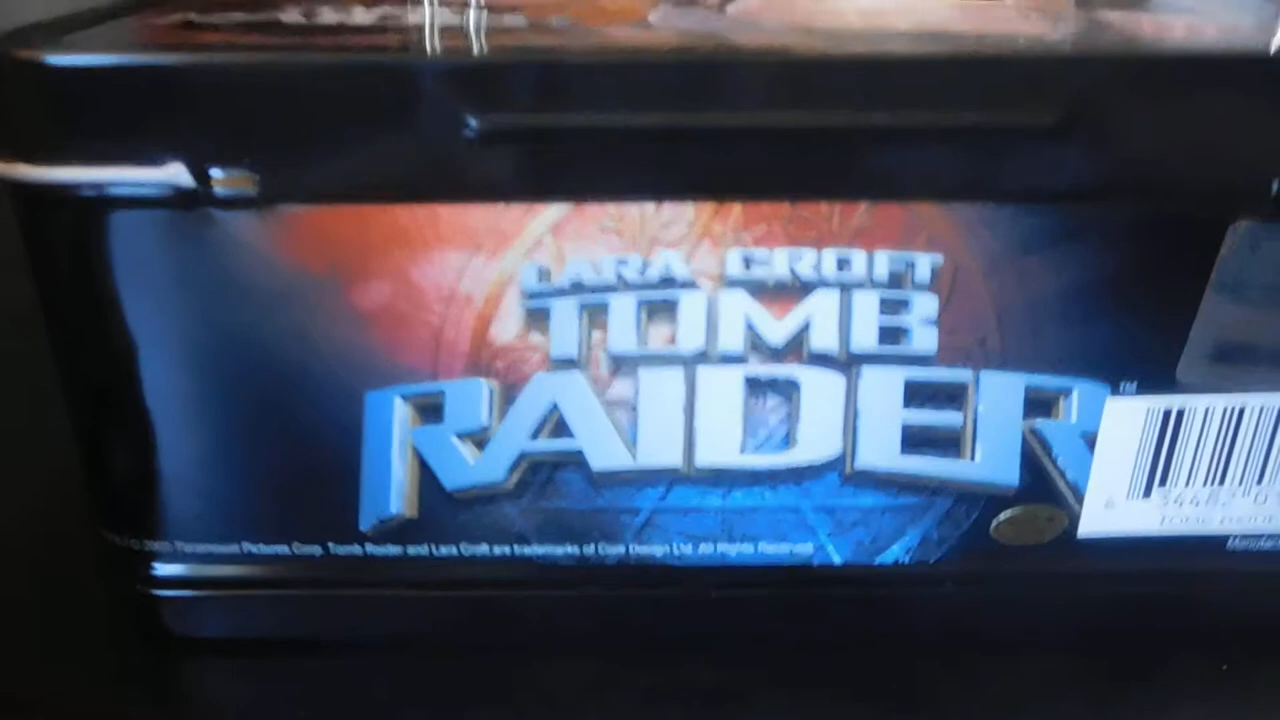 LARA CROFT
TOMB
RAIDER
™
Paramount Pictures Corp. Tomb Raider and Lara Croft are trademarks of Core Design Ltd. All Rights Reserved